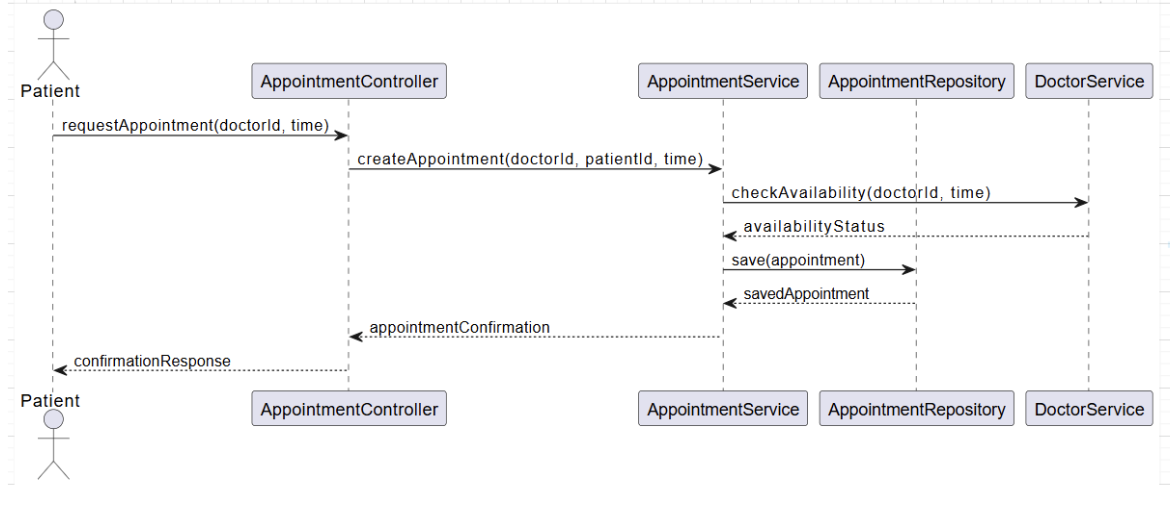 Patient
AppointmentController
AppointmentService
AppointmentRepository
DoctorService
requestAppointment(doctorId, time)
createAppointment(doctorId, patientId, time)
checkAvailability(doctorId, time)
availabilityStatus
save(appointment)
savedAppointment
appointmentConfirmation
confirmationResponse
Patient
AppointmentController
AppointmentService
AppointmentRepository
DoctorService